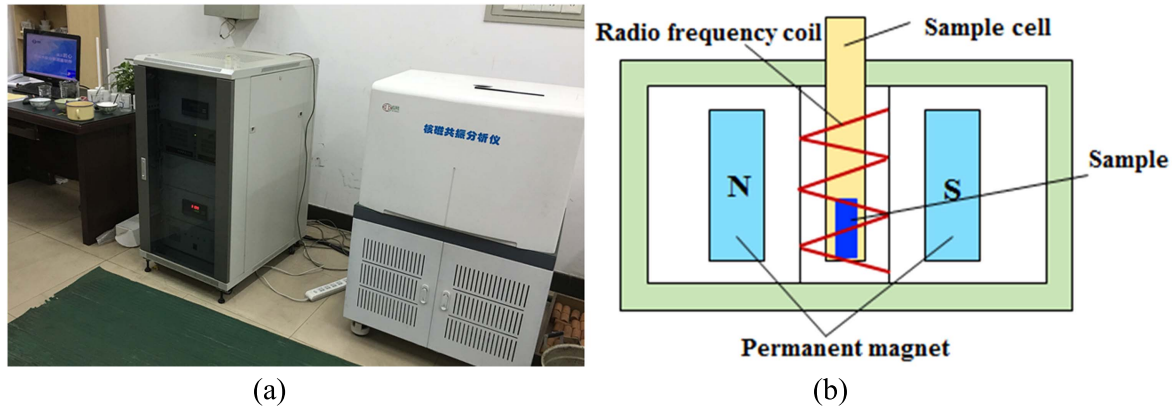 核磁共振分析仪
Radio frequency coil
Sample cell
Sample
N
S
Permanent magnet
(a)
(b)